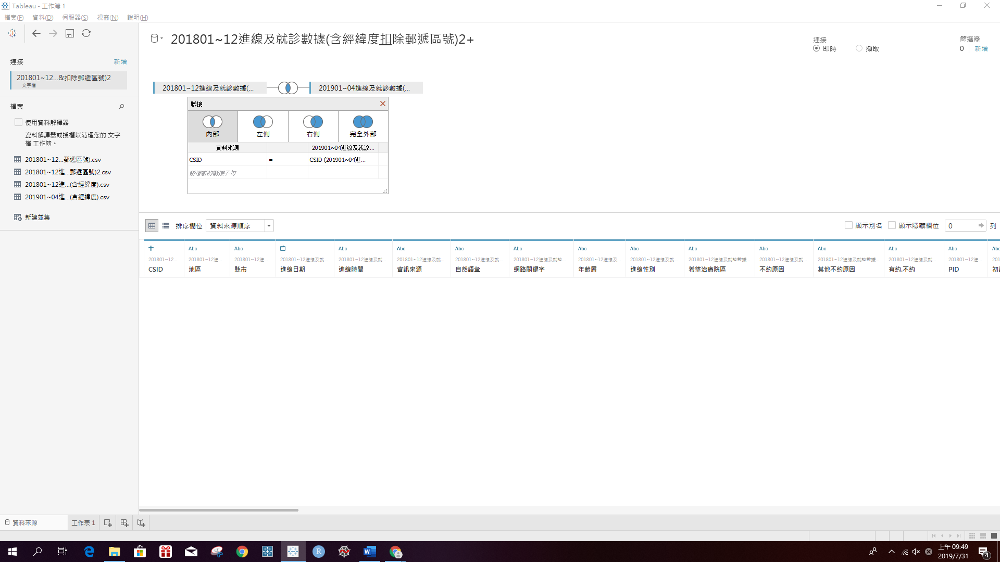 Tableau - 工作簿 1
檔案(F) 資料(D) 伺服器(S) 視窗(N) 說明(H)
201801~12進線及就診數據(含經緯度扣除郵遞區號)2+
連接
即時 擷取
篩選器
0 新增
連接 新增
201801~12...&扣除郵遞區號)2
文字檔
檔案
使用資料解釋器
資料解譯器或授權以清理您的 文字
檔 工作簿。
201801~12...郵遞區號).csv
201801~12進...郵遞區號)2.csv
201801~12進...(含經緯度).csv
201901~04進...(含經緯度).csv
新建並集
201801~12進線及就診數據(... 201901~04進線及就診數據(...
聯接
內部 左側 右側 完全外部
資料來源 201901~04進線及就診...
CSID = CSID (201901~04進...
新增新的聯接子句
排序欄位 資料來源順序 顯示別名 顯示隱藏欄位 0 列
Abc Abc Abc Abc Abc Abc Abc Abc Abc Abc Abc Abc Abc Abc
201801~12... 201801~12進... 201801~12進... 201801~12進線及就... 201801~12進線及就... 201801~12進線及就... 201801~12進線及就... 201801~12進線及就診... 201801~12進線及... 201801~12進線及就... 201801~12進線及就診數據... 201801~12進線及就... 201801~12進線及就診數據... 201801~12進線及就... 201801~12進... 201
CSID 地區 縣市 進線日期 進線時間 資訊來源 自然語彙 網路關鍵字 年齡層 進線性別 希望治療院區 不約原因 其他不約原因 有約.不約 PID 初
資料來源 工作表 1
上午 09:49
2019/7/31
4